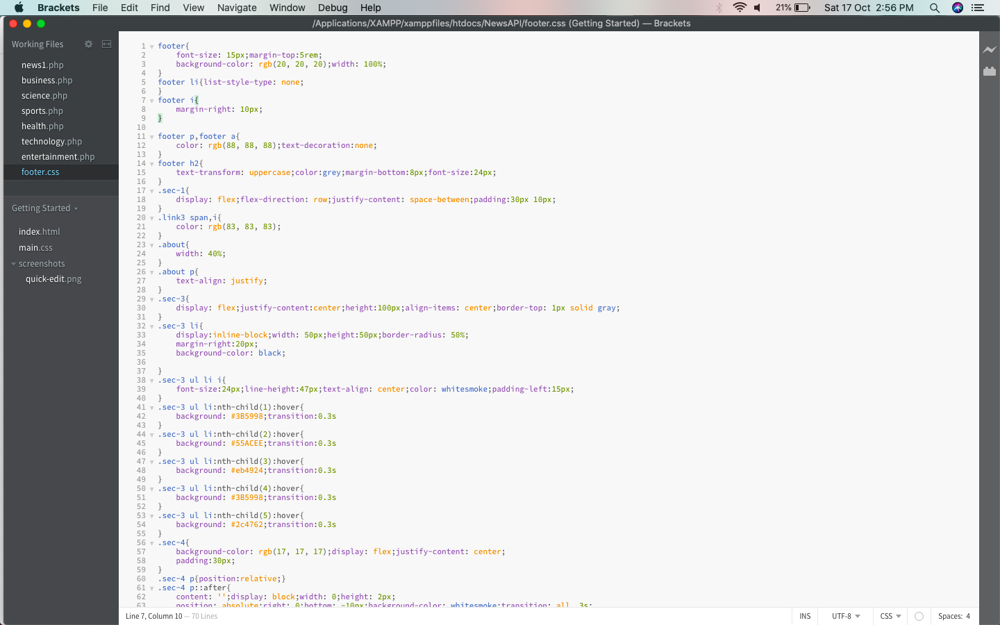 Brackets File Edit Find View Navigate Window Debug Help 21% Sat 17 Oct 2:56 PM
/Applications/XAMPP/xamppfiles/htdocs/NewsAPI/footer.css (Getting Started) — Brackets
Working Files
news1.php
business.php
science.php
sports.php
health.php
technology.php
entertainment.php
footer.css
Getting Started
index.html
main.css
screenshots
quick-edit.png
1 footer{
2     font-size: 15px;margin-top:5rem;
3     background-color: rgb(20, 20, 20);width: 100%;
4 }
5 footer li{list-style-type: none;
6 }
7 footer i{
8     margin-right: 10px;
9 }
10
11 footer p,footer a{
12     color: rgb(88, 88, 88);text-decoration:none;
13 }
14 footer h2{
15     text-transform: uppercase;color:grey;margin-bottom:8px;font-size:24px;
16 }
17 .sec-1{
18     display: flex;flex-direction: row;justify-content: space-between;padding:30px 10px;
19 }
20 .link3 span,i{
21     color: rgb(83, 83, 83);
22 }
23 .about{
24     width: 40%;
25 }
26 .about p{
27     text-align: justify;
28 }
29 .sec-3{
30     display: flex;justify-content:center;height:100px;align-items: center;border-top: 1px solid gray;
31 }
32 .sec-3 li{
33     display:inline-block;width: 50px;height:50px;border-radius: 50%;
34     margin-right:20px;
35     background-color: black;
36
37 }
38 .sec-3 ul li i{
39     font-size:24px;line-height:47px;text-align: center;color: whitesmoke;padding-left:15px;
40 }
41 .sec-3 ul li:nth-child(1):hover{
42     background: #3B5998;transition:0.3s
43 }
44 .sec-3 ul li:nth-child(2):hover{
45     background: #55ACEE;transition:0.3s
46 }
47 .sec-3 ul li:nth-child(3):hover{
48     background: #eb4924;transition:0.3s
49 }
50 .sec-3 ul li:nth-child(4):hover{
51     background: #3B5998;transition:0.3s
52 }
53 .sec-3 ul li:nth-child(5):hover{
54     background: #2c4762;transition:0.3s
55 }
56 .sec-4{
57     background-color: rgb(17, 17, 17);display: flex;justify-content: center;
58     padding:30px;
59 }
60 .sec-4 p{position:relative;}
61 .sec-4 p::after{
62     content: '';display: block;width: 0;height: 2px;
63     position: absolute;right: 0;bottom: -10px;background-color: whitesmoke;transition: all .3s;
Line 7, Column 10 — 70 Lines INS UTF-8 CSS Spaces: 4